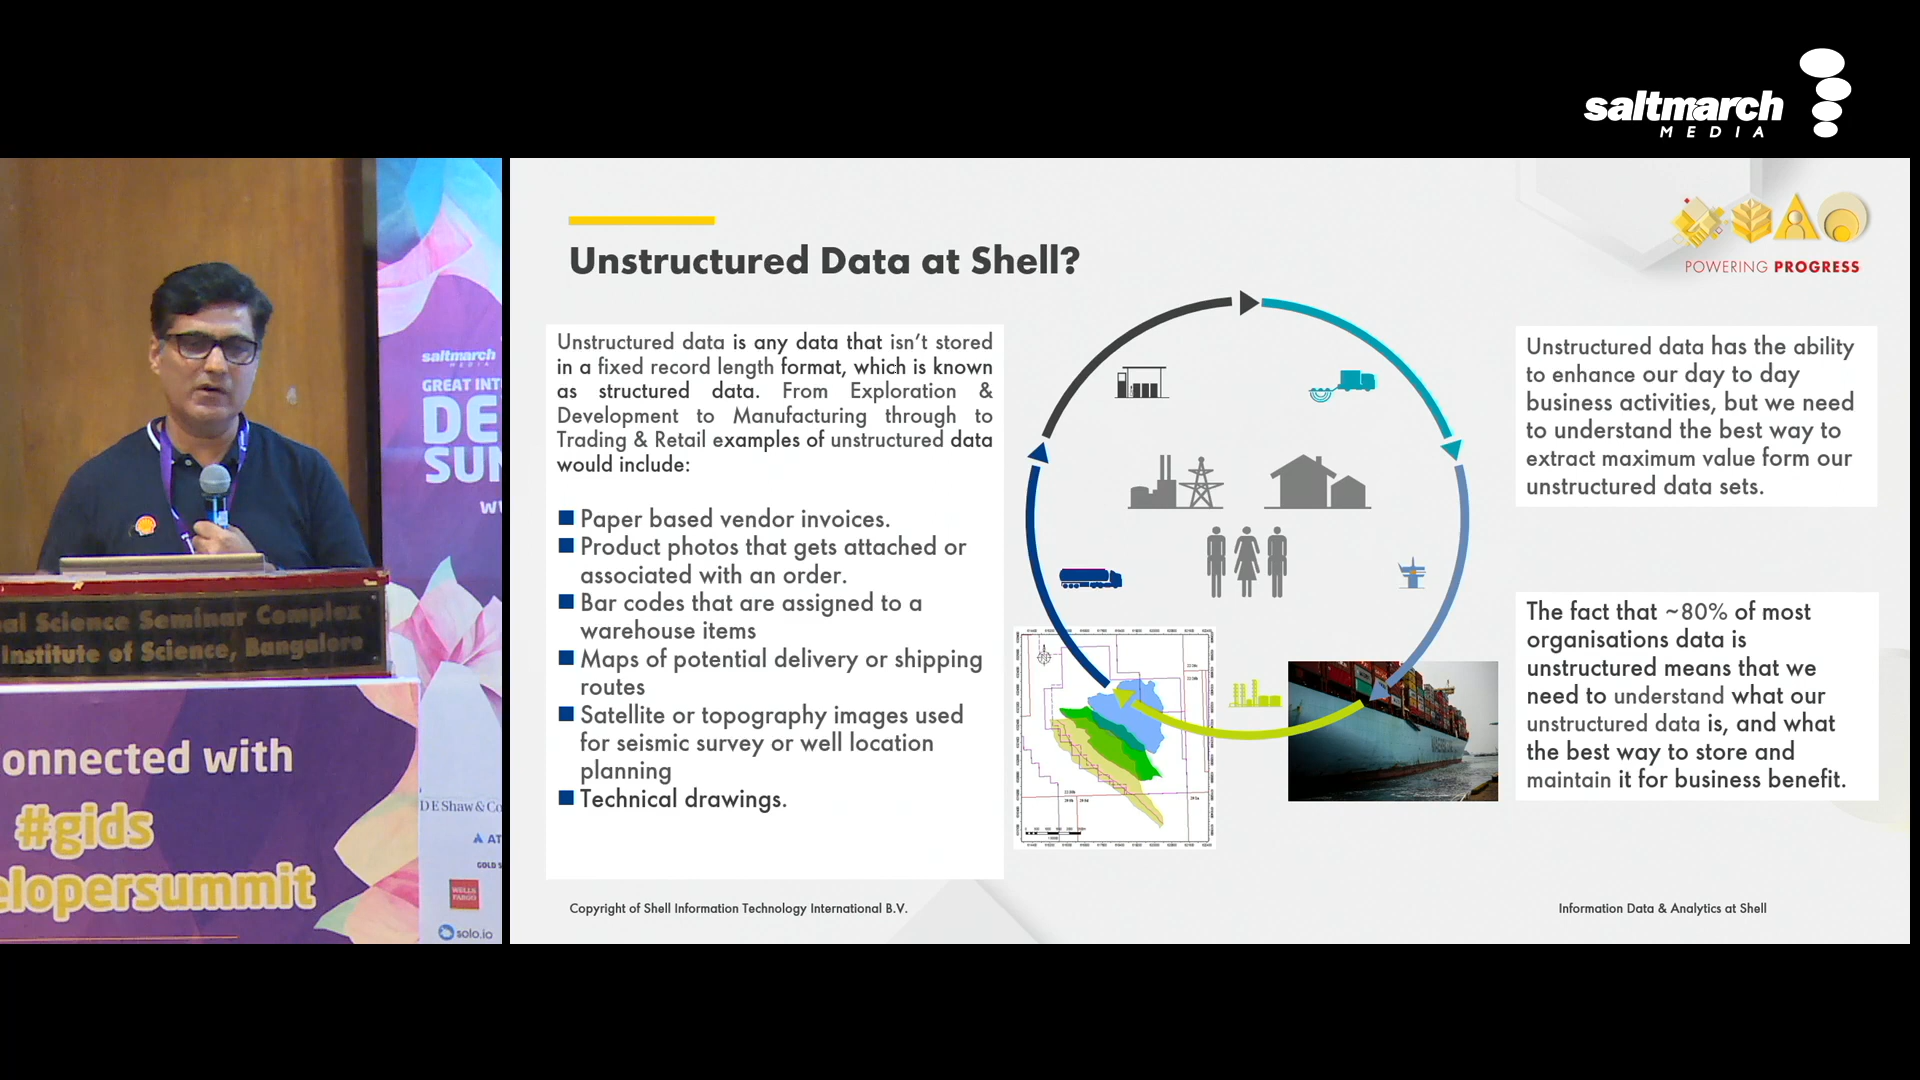 saltmarch
MEDIA
saltmarch
MEDIA
GREAT INT
DE
SUM
al Science Seminar Complex
Institute of Science, Bangalore
onnected with
#gids
elopersummit
DE Shaw & Co
AT
GOLD S
WELLS
FARGO
solo.io
Unstructured Data at Shell?
POWERING PROGRESS
Unstructured data is any data that isn't stored
in a fixed record length format, which is known
as structured data. From Exploration &
Development to Manufacturing through to
Trading & Retail examples of unstructured data
would include:
Paper based vendor invoices.
Product photos that gets attached or
associated with an order.
Bar codes that are assigned to a
warehouse items
Maps of potential delivery or shipping
routes
Satellite or topography images used
for seismic survey or well location
planning
Technical drawings.
Unstructured data has the ability
to enhance our day to day
business activities, but we need
to understand the best way to
extract maximum value form our
unstructured data sets.
The fact that ~80% of most
organisations data is
unstructured means that we
need to understand what our
unstructured data is, and what
the best way to store and
maintain it for business benefit.
Copyright of Shell Information Technology International B.V.
Information Data & Analytics at Shell